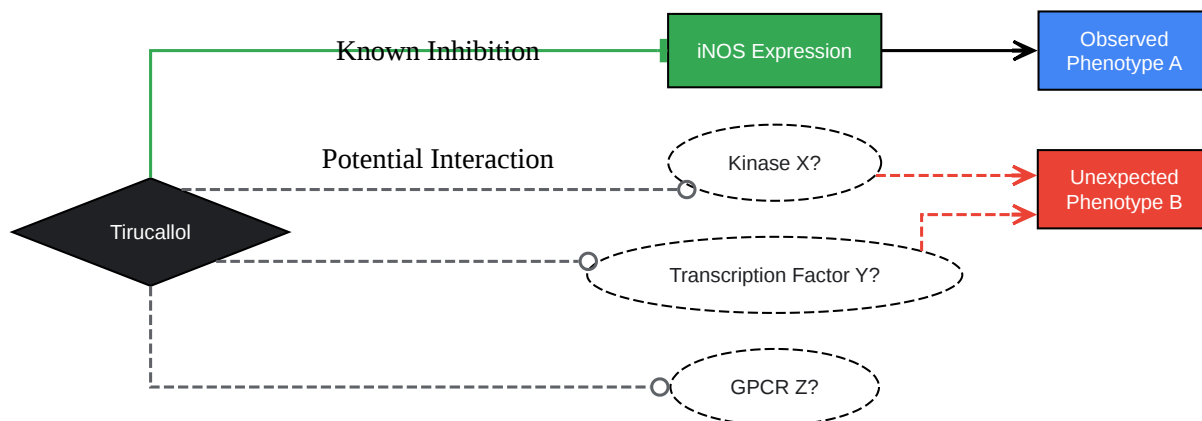 Known Inhibition
iNOS Expression
Observed
Phenotype A
Potential Interaction
Kinase X?
Unexpected
Phenotype B
Tirucallol
Transcription Factor Y?
GPCR Z?